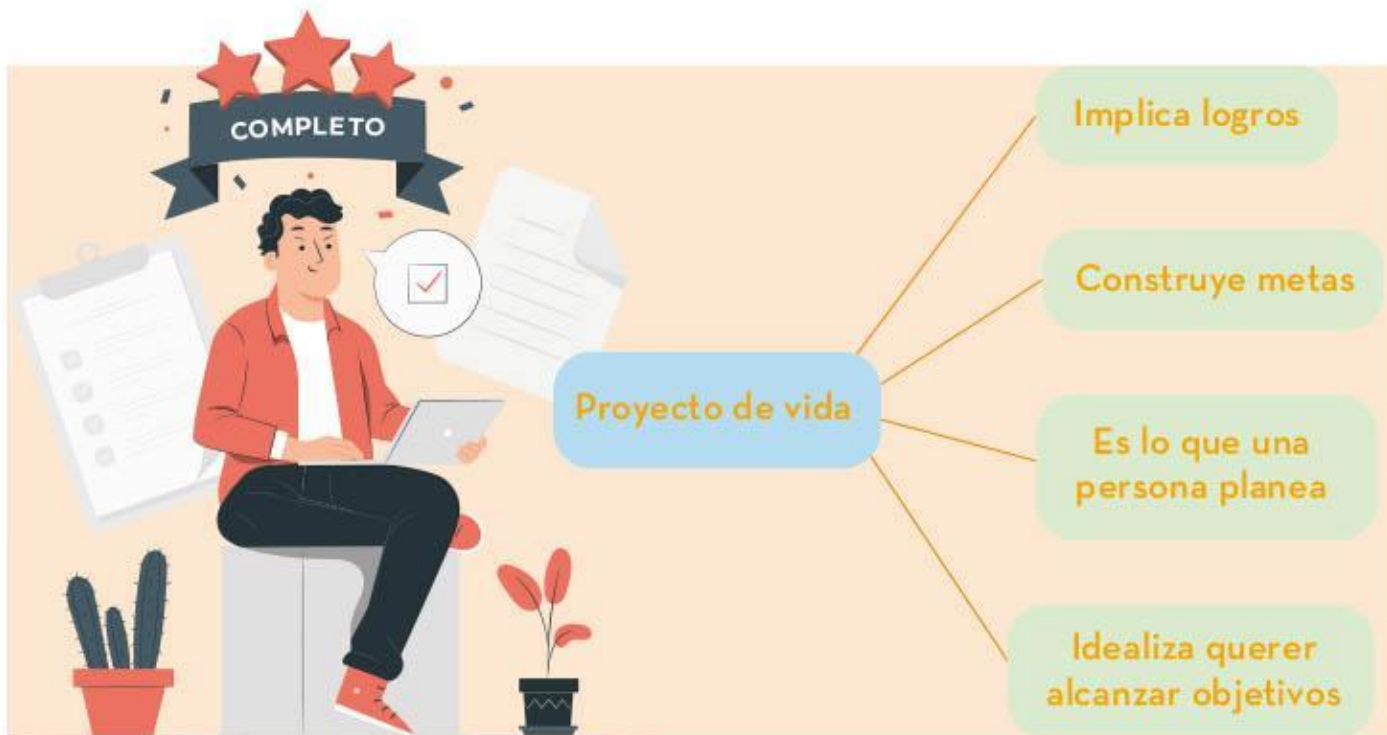 COMPLETO
Proyecto de vida
Implica logros
Construye metas
Es lo que una
persona planea
Idealiza querer
alcanzar objetivos